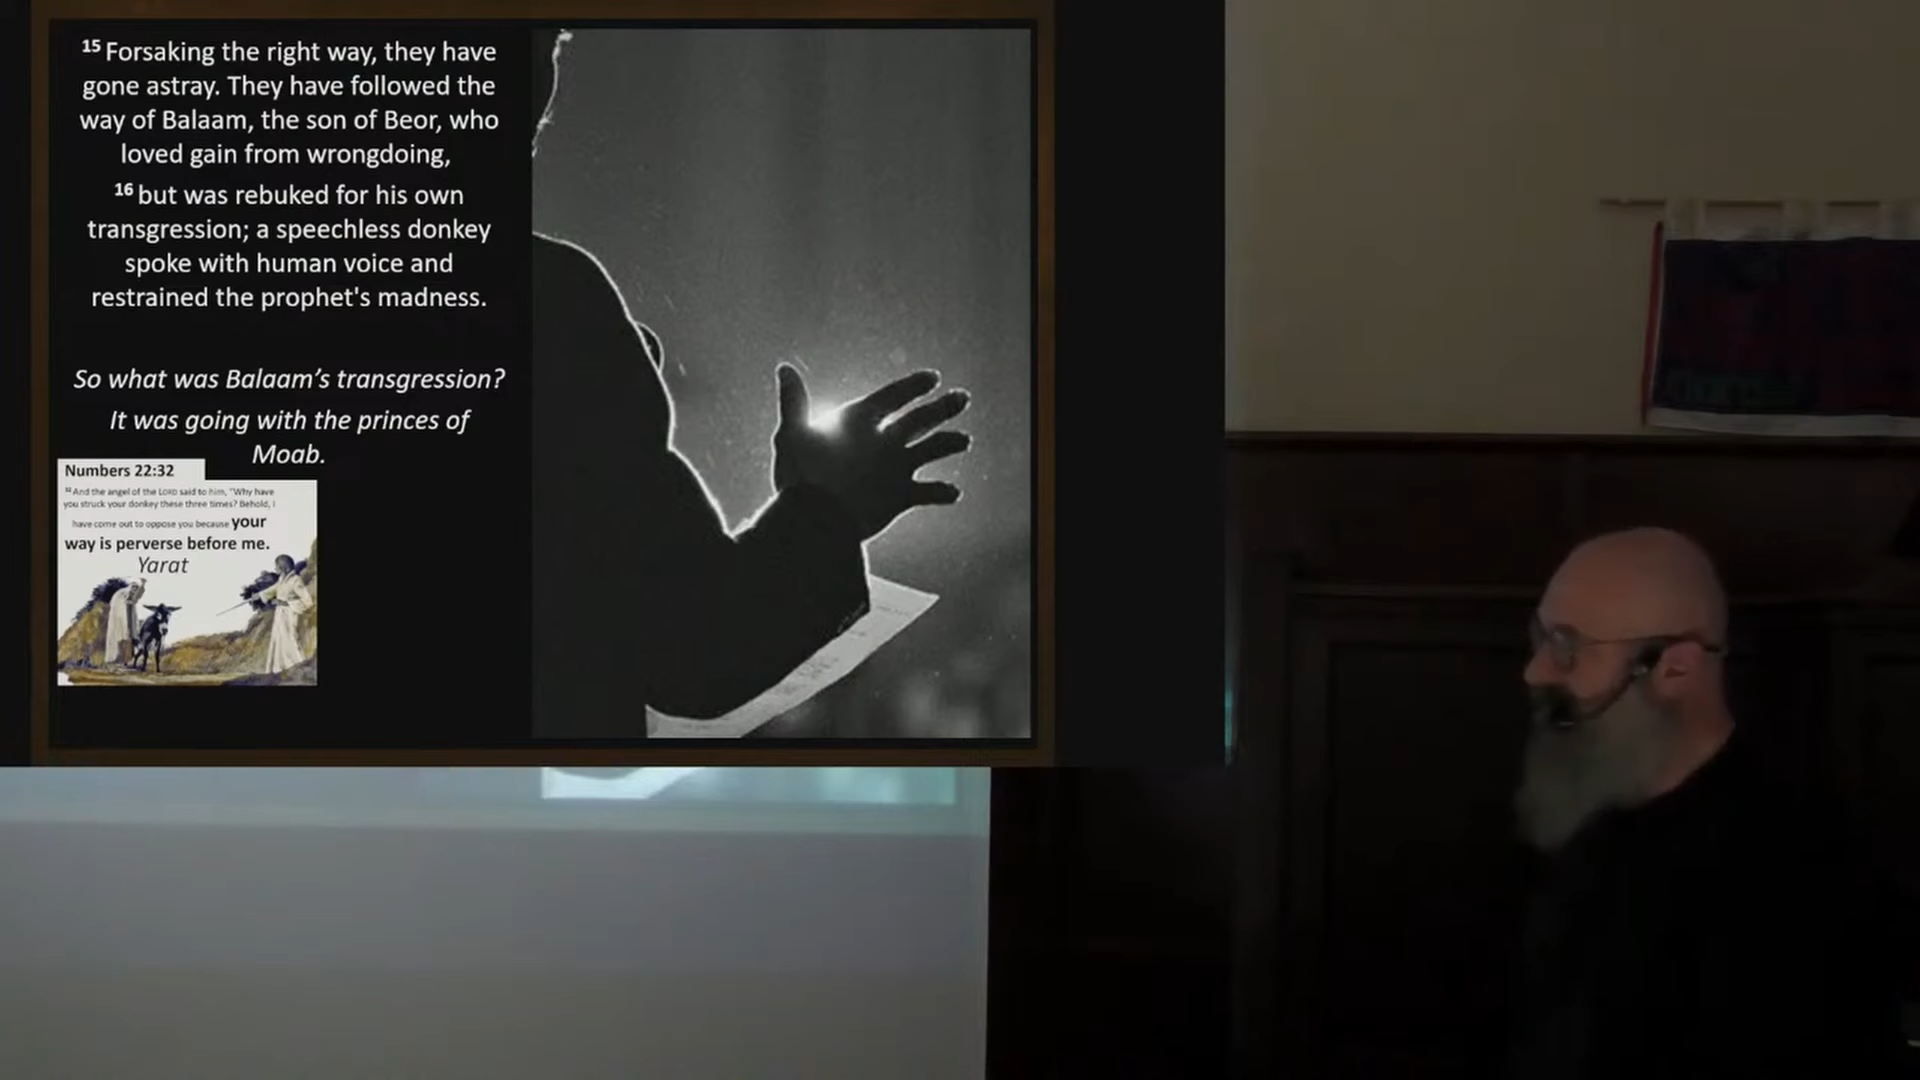 15 Forsaking the right way, they have
gone astray. They have followed the
way of Balaam, the son of Beor, who
loved gain from wrongdoing,
16 but was rebuked for his own
transgression; a speechless donkey
spoke with human voice and
restrained the prophet's madness.
So what was Balaam’s transgression?
It was going with the princes of
Moab.
Numbers 22:32
32 And the angel of the LORD said to him, "Why have
you struck your donkey these three times? Behold, I
have come out to oppose you because your
way is perverse before me.
Yarat